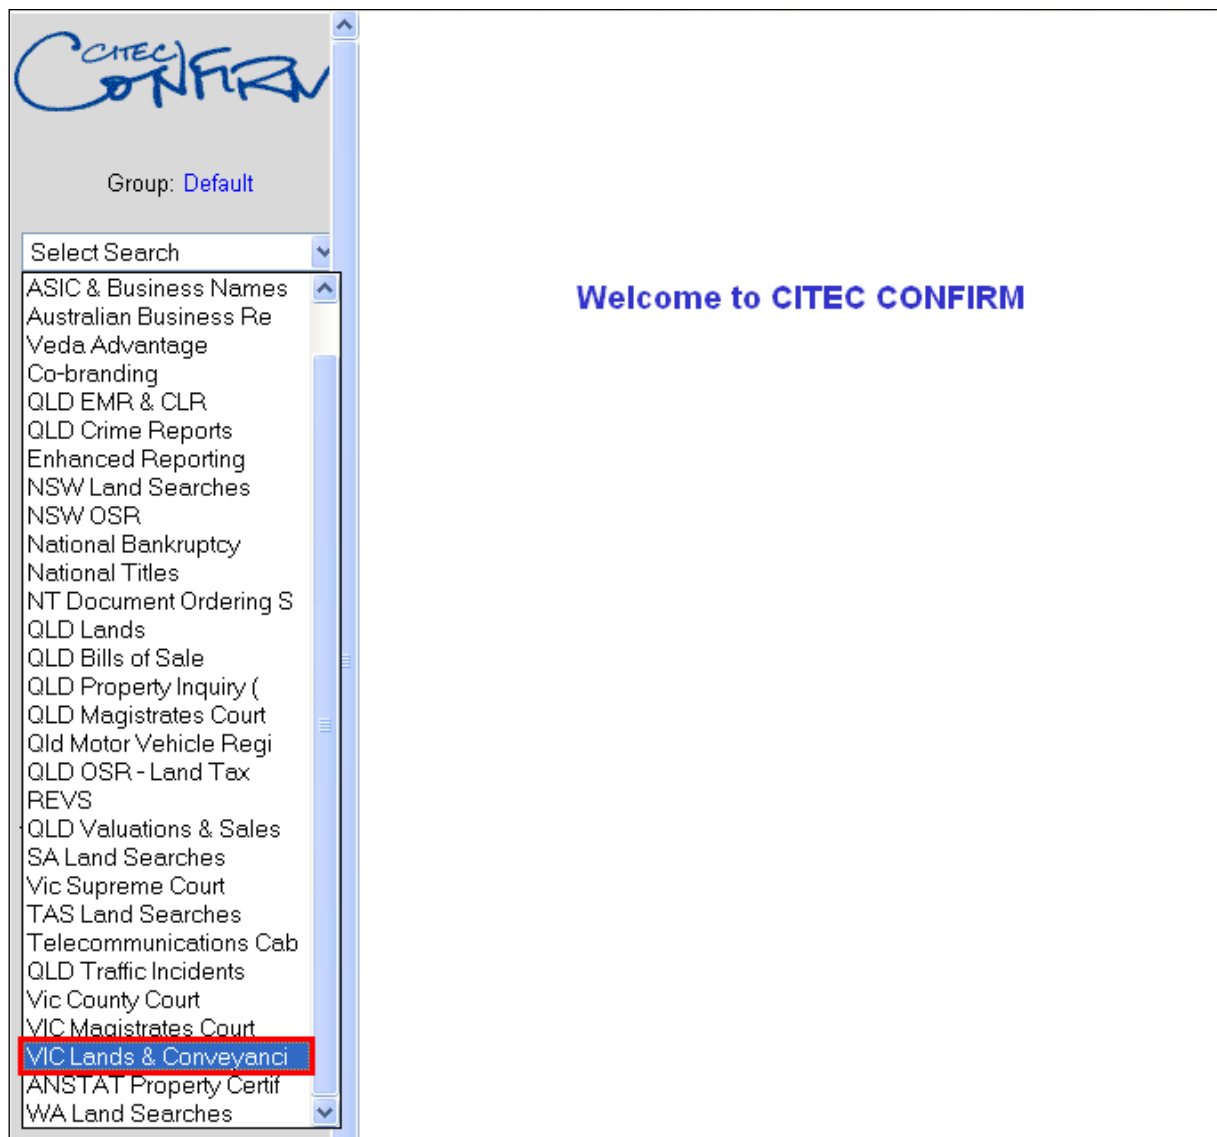 CITEC
CONFIRM
Group: Default
Select Search
ASIC & Business Names
Australian Business Re
Veda Advantage
Co-branding
QLD EMR & CLR
QLD Crime Reports
Enhanced Reporting
NSW Land Searches
NSW OSR
National Bankruptcy
National Titles
NT Document Ordering S
QLD Lands
QLD Bills of Sale
QLD Property Inquiry (
QLD Magistrates Court
Qld Motor Vehicle Regi
QLD OSR - Land Tax
REVS
QLD Valuations & Sales
SA Land Searches
Vic Supreme Court
TAS Land Searches
Telecommunications Cab
QLD Traffic Incidents
Vic County Court
VIC Magistrates Court
VIC Lands & Conveyanci
ANSTAT Property Certif
WA Land Searches
Welcome to CITEC CONFIRM